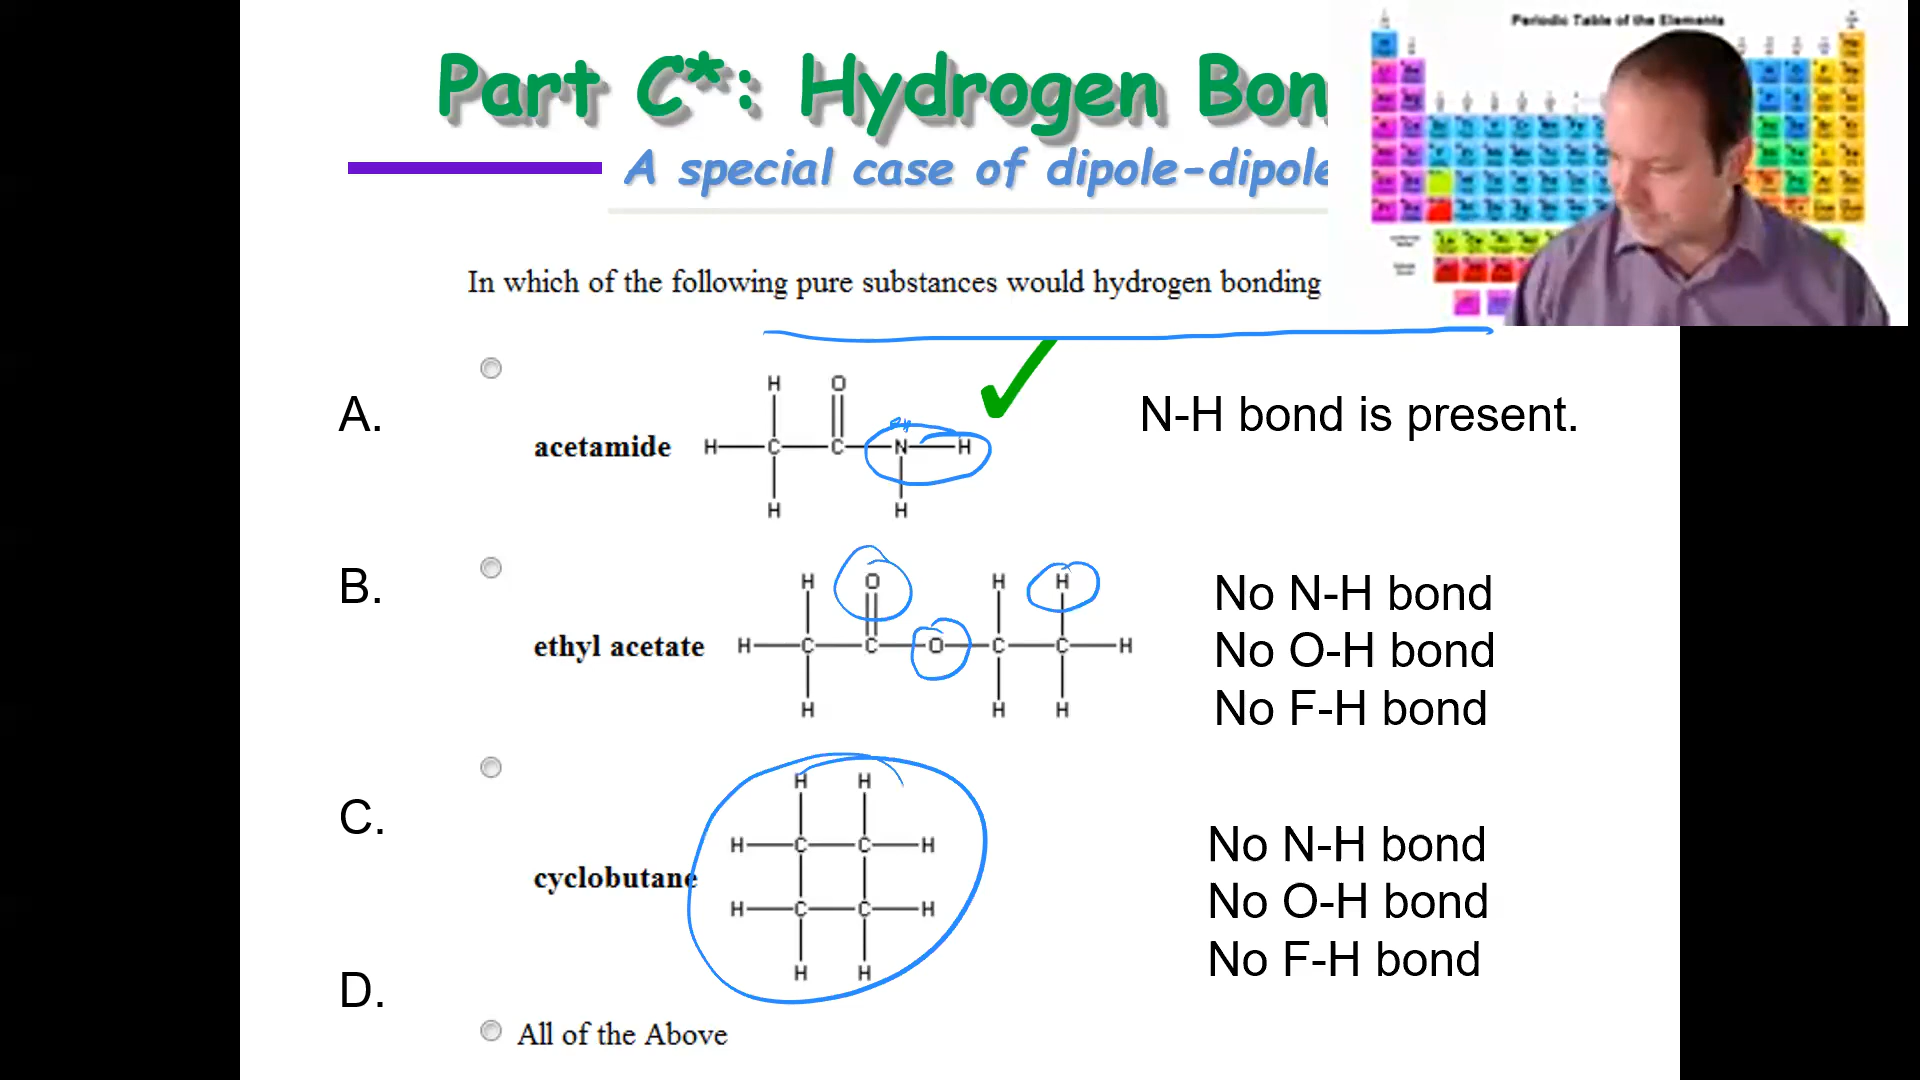 Part C*: Hydrogen Bon
A special case of dipole-dipole
Periodic Table of the Elements
In which of the following pure substances would hydrogen bonding
A.
acetamide
H O
H C C N H
H H
N-H bond is present.
B.
ethyl acetate
H O H H
H C C O C C H
H H H
No N-H bond
No O-H bond
No F-H bond
C.
cyclobutane
H H
H C C H
H C C H
H H
No N-H bond
No O-H bond
No F-H bond
D.
All of the Above